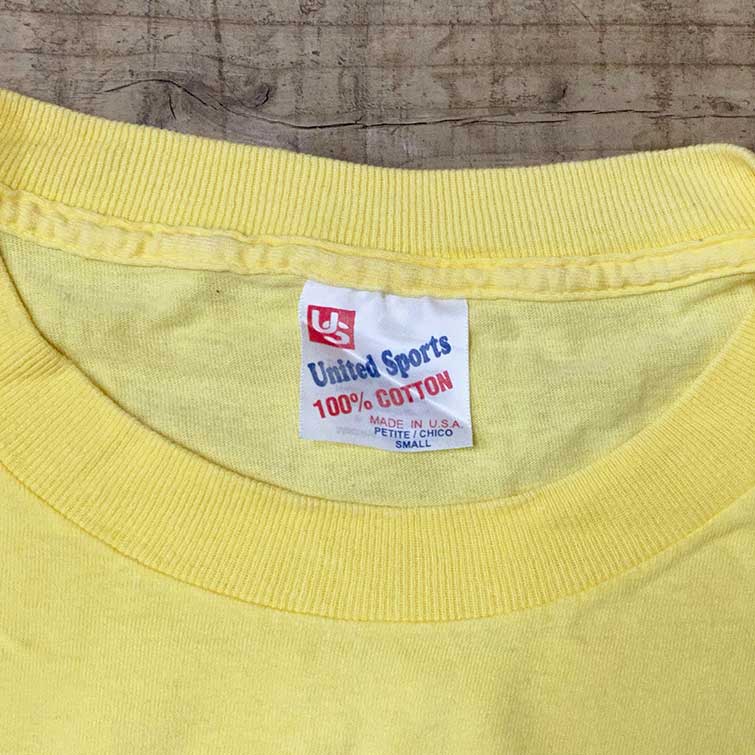 US
United Sports
100% COTTON
MADE IN U.S.A.
PETITE / CHICO
SMALL